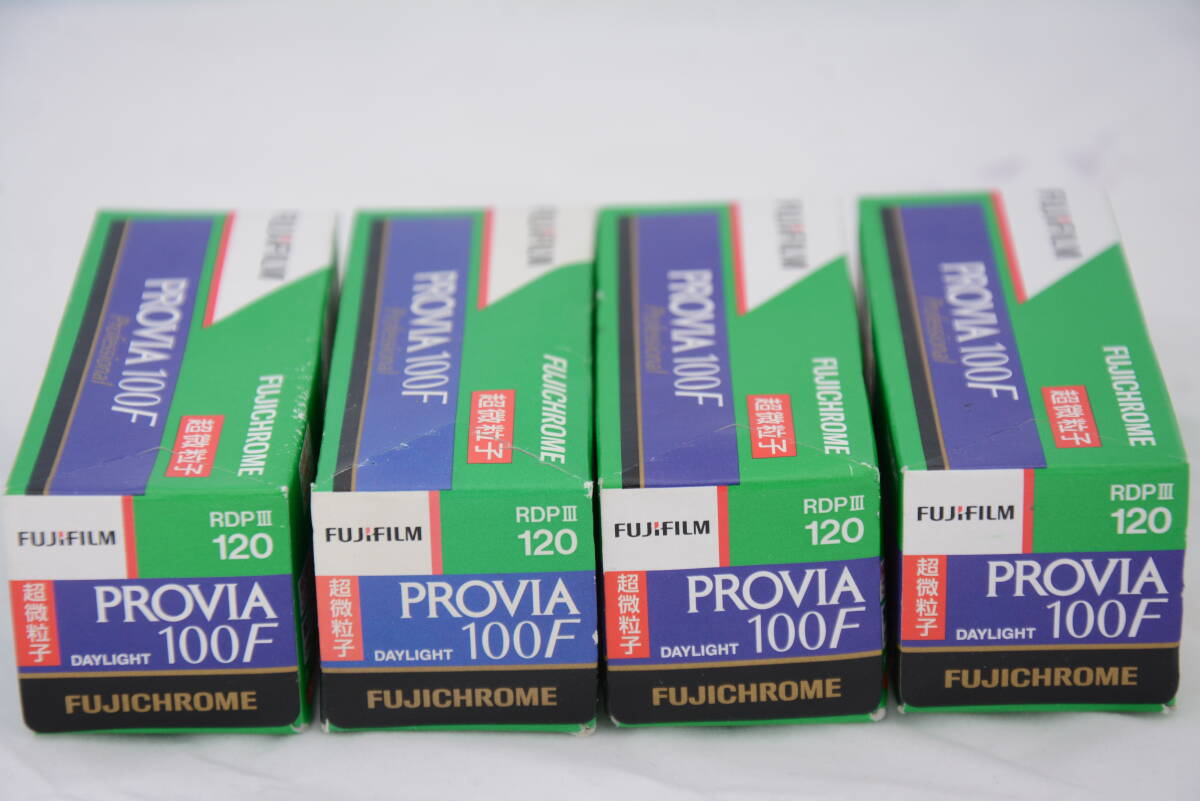 FUJIFILM
PROVIA 100F
Professional
FUJICHROME
超微粒子
FUJIFILM
RDPIII
120
超微粒子
PROVIA
DAYLIGHT 100F
FUJICHROME
FUJIFILM
PROVIA 100F
Professional
FUJICHROME
超微粒子
FUJIFILM
RDPIII
120
超微粒子
PROVIA
DAYLIGHT 100F
FUJICHROME
FUJIFILM
PROVIA 100F
Professional
FUJICHROME
超微粒子
FUJIFILM
RDPIII
120
超微粒子
PROVIA
DAYLIGHT 100F
FUJICHROME
FUJIFILM
PROVIA 100F
Professional
FUJICHROME
超微粒子
FUJIFILM
RDPIII
120
超微粒子
PROVIA
DAYLIGHT 100F
FUJICHROME